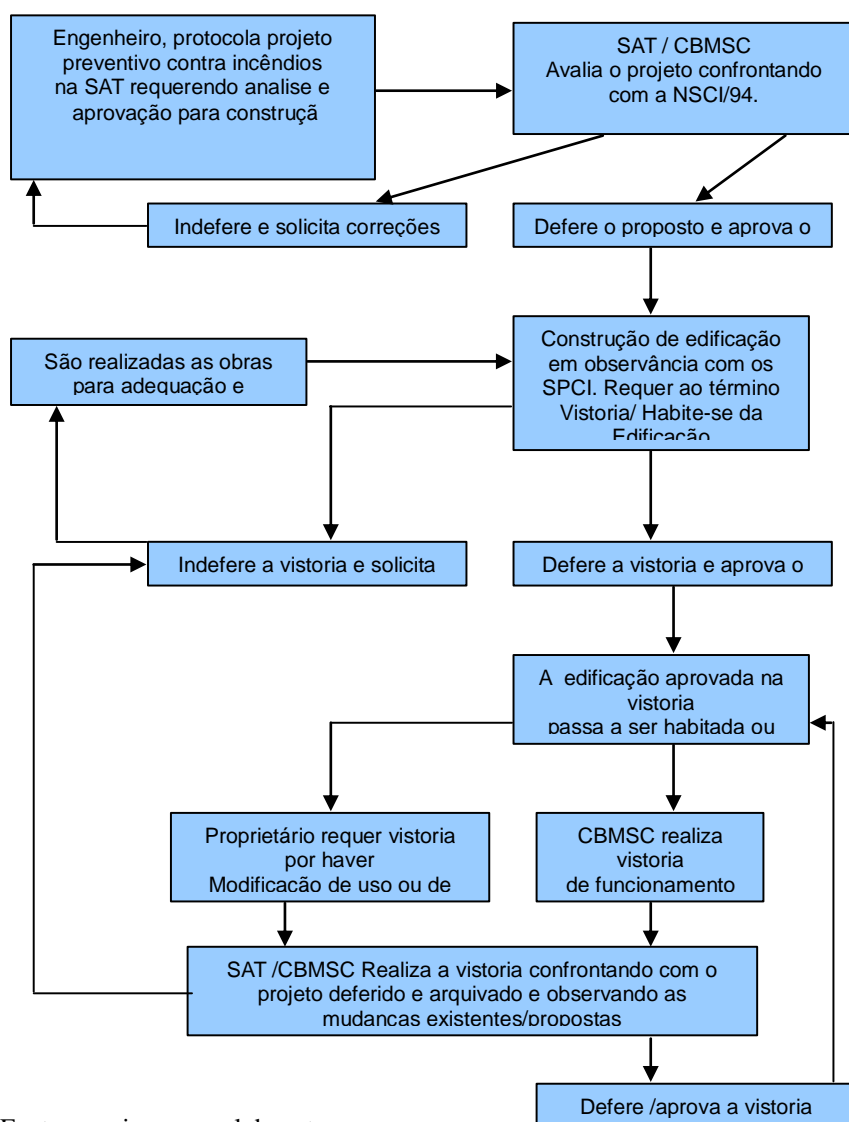 Engenheiro, protocola projeto
preventivo contra incêndios
na SAT requerendo analise e
aprovação para construçã
SAT / CBMSC
Avalia o projeto confrontando
com a NSCI/94.
Indefere e solicita correções
Defere o proposto e aprova o
São realizadas as obras
para adequação e
Construção de edificação
em observância com os
SPCI. Requer ao término
Vistoria/ Habite-se da
Edificação
Indefere a vistoria e solicita
Defere a vistoria e aprova o
A edificação aprovada na
vistoria
passa a ser habitada ou
Proprietário requer vistoria
por haver
Modificação de uso ou de
CBMSC realiza
vistoria
de funcionamento
SAT /CBMSC Realiza a vistoria confrontando com o
projeto deferido e arquivado e observando as
mudanças existentes/propostas
Defere /aprova a vistoria